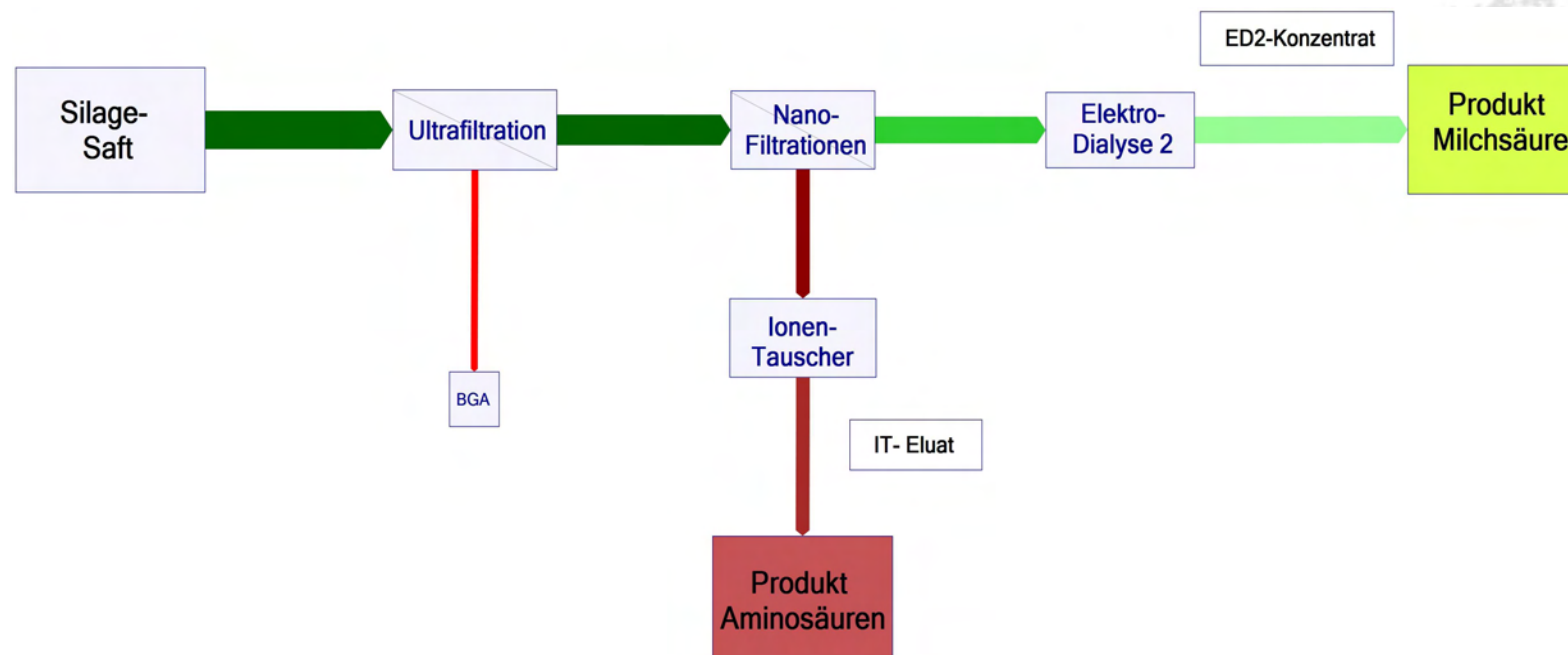 ED2-Konzentrat
Silage-
Saft
Ultrafiltration
Nano-
Filtrationen
Elektro-
Dialyse 2
Produkt
Milchsäure
Ionen-
Tauscher
BGA
IT- Eluat
Produkt
Aminosäuren